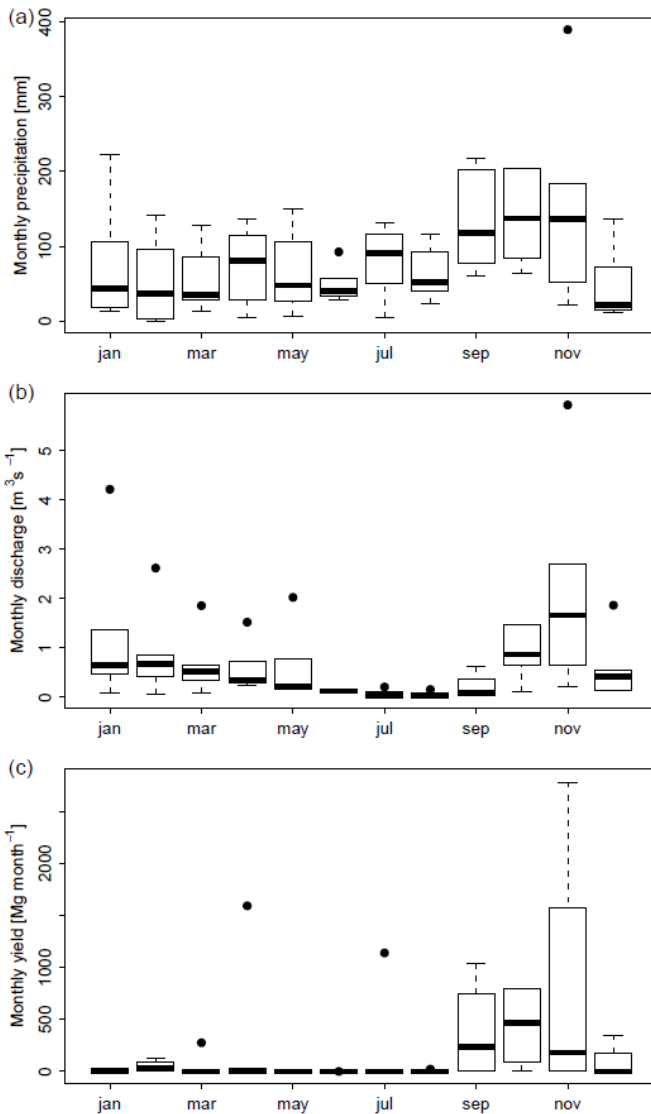 (a)
Monthly precipitation [mm]
400
300
200
100
0
jan mar may jul sep nov
(b)
Monthly discharge [m ³s ⁻¹]
5
4
3
2
1
0
jan mar may jul sep nov
(c)
Monthly yield [Mg month⁻¹]
2000
1000
500
0
jan mar may jul sep nov